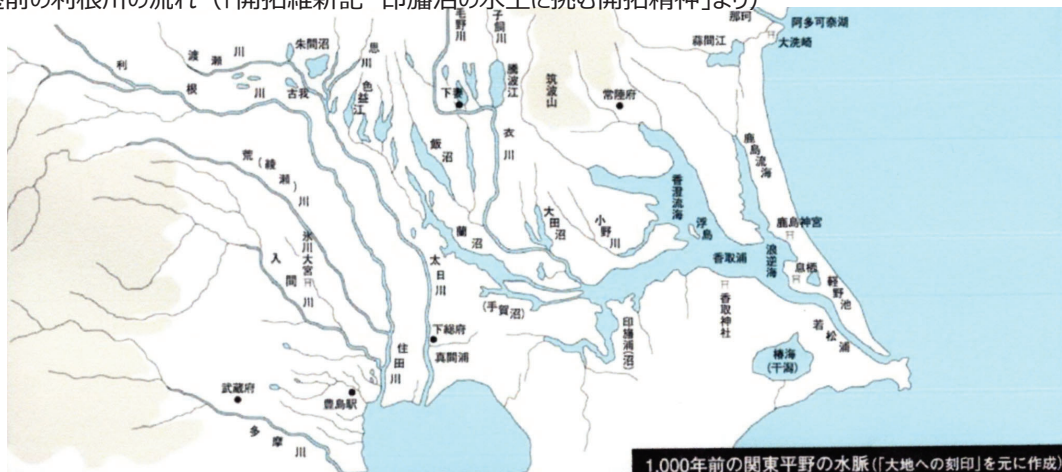 前の利根川の流れ（「開拓維新記 印旛沼の水土に挑む開拓精神」より）
那珂
阿多可奈湖
蒜間江
大洗崎
毛野川
子飼川
思川
朱間沼
渡瀬川
利根川
古我
色益江
下妻
騰波江
筑波山
常陸府
衣川
飯沼
鹿島流海
荒(綾瀬)川
香澄流海
大田沼
小野川
浮島
鹿島神宮
蘭沼
氷川大宮
入間川
太日川
香取浦
浪逆海
息栖
軽野池
(手賀沼)
香取神社
印旛浦(沼)
若松浦
下総府
真間浦
住田川
椿海
(干潟)
武蔵府
豊島駅
多摩川
1,000年前の関東平野の水脈(「大地への刻印」を元に作成)